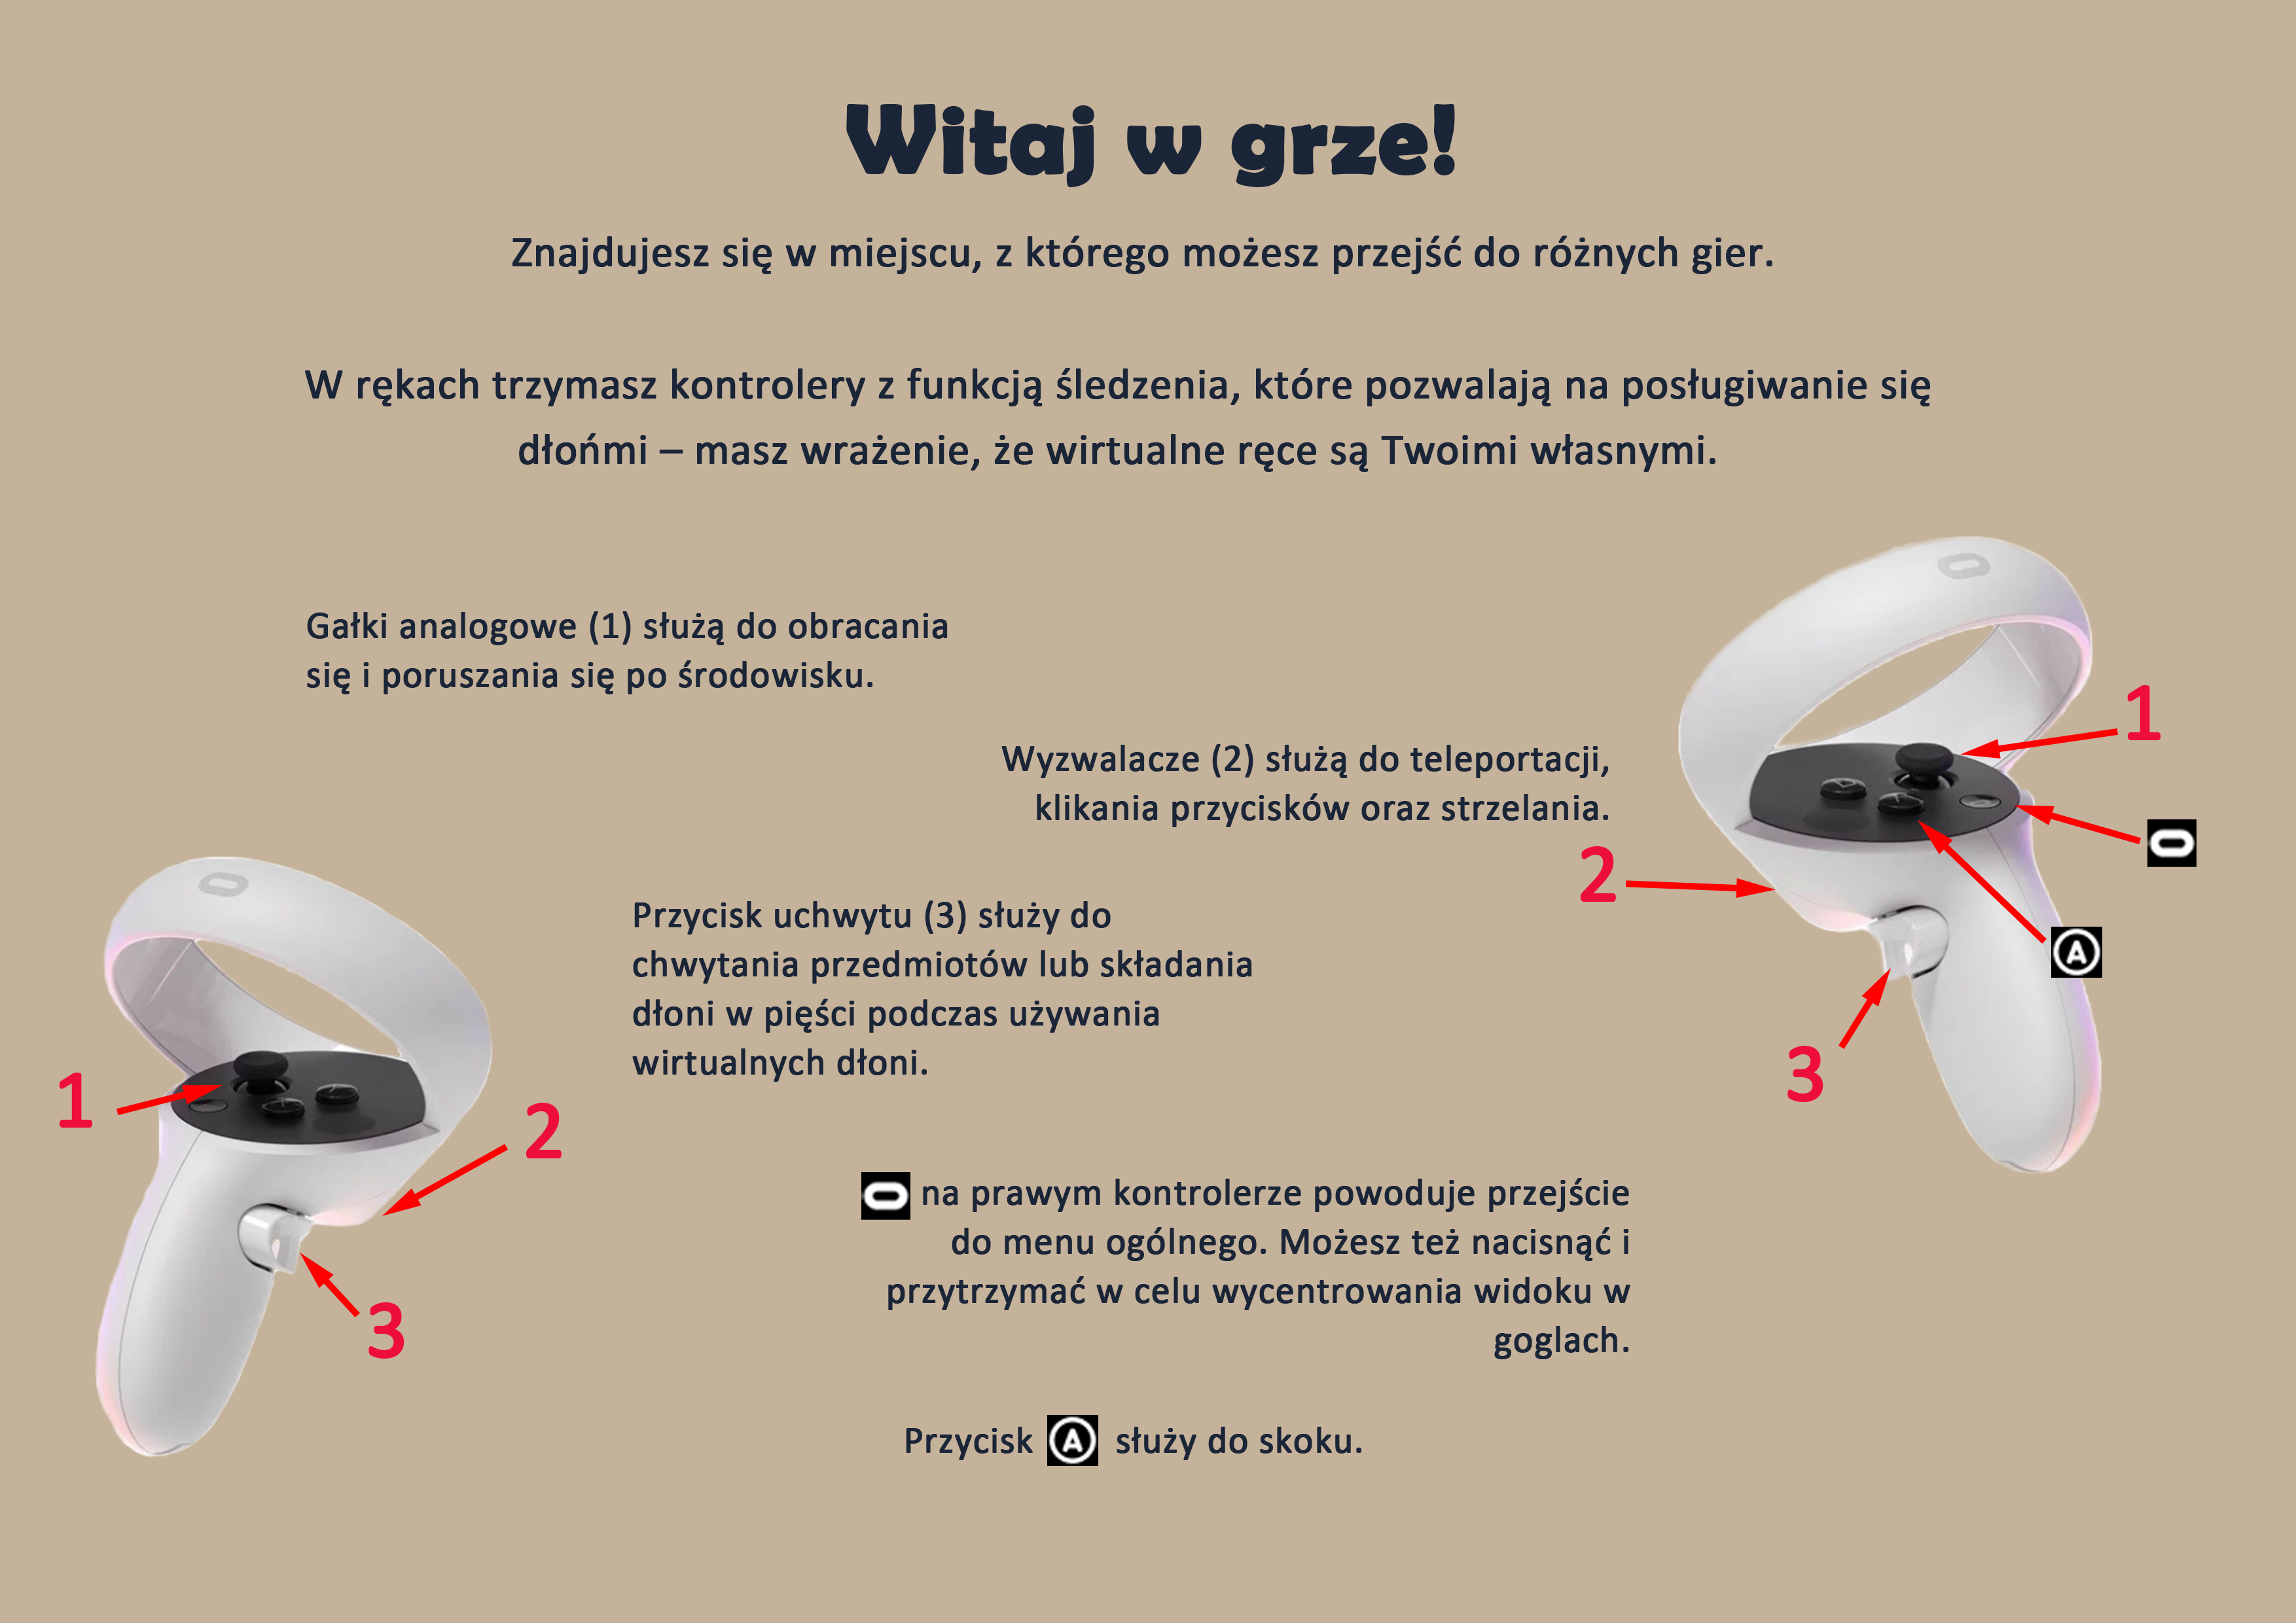 Witaj w grze!
Znajdujesz się w miejscu, z którego możesz przejść do różnych gier.
W rękach trzymasz kontrolery z funkcją śledzenia, które pozwalają na posługiwanie się
dłońmi – masz wrażenie, że wirtualne ręce są Twoimi własnymi.
Gałki analogowe (1) służą do obracania
się i poruszania się po środowisku.
Wyzwalacze (2) służą do teleportacji,
klikania przycisków oraz strzelania.
Przycisk uchwytu (3) służy do
chwytania przedmiotów lub składania
dłoni w pięści podczas używania
wirtualnych dłoni.
na prawym kontrolerze powoduje przejście
do menu ogólnego. Możesz też nacisnąć i
przytrzymać w celu wycentrowania widoku w
goglach.
Przycisk A służy do skoku.
1
2
3
1
2
A
3